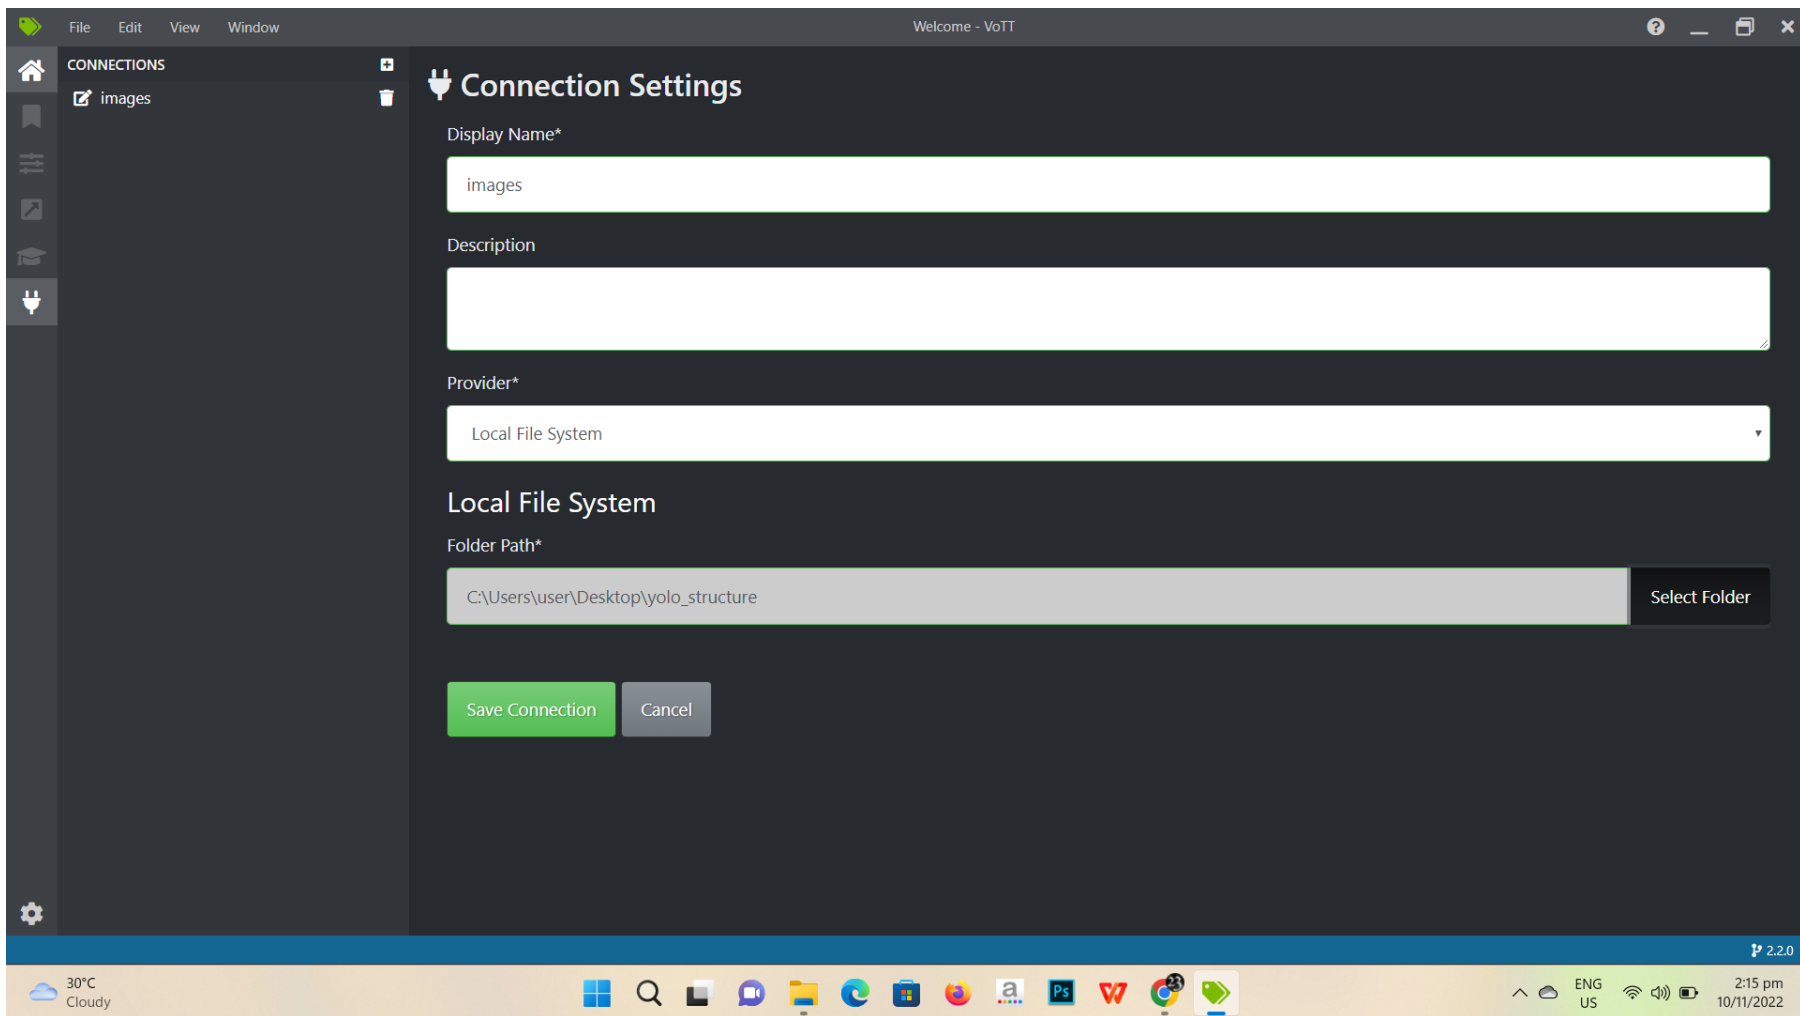 File Edit View Window Welcome - VoTT
CONNECTIONS
images
Connection Settings
Display Name*
images
Description
Provider*
Local File System
Local File System
Folder Path*
C:\Users\user\Desktop\yolo_structure
Select Folder
Save Connection Cancel
2.2.0
30°C
Cloudy
a
Ps
23
ENG
US
2:15 pm
10/11/2022